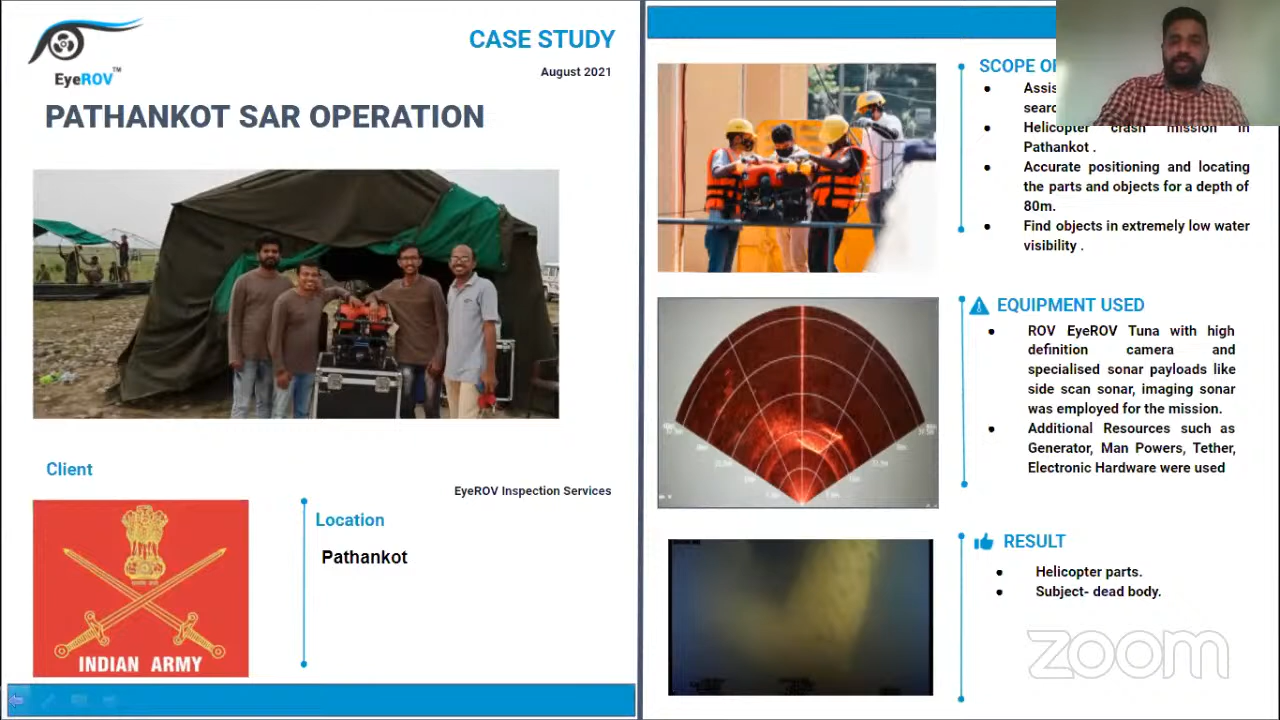 EyeROV™
CASE STUDY
August 2021
PATHANKOT SAR OPERATION
Client
EyeROV Inspection Services
INDIAN ARMY
Location
Pathankot
SCOPE
Helicopter crash mission in
Pathankot .
Accurate positioning and locating
the parts and objects for a depth of
80m.
Find objects in extremely low water
visibility .
EQUIPMENT USED
ROV EyeROV Tuna with high
definition camera and
specialised sonar payloads like
side scan sonar, imaging sonar
was employed for the mission.
Additional Resources such as
Generator, Man Powers, Tether,
Electronic Hardware were used
RESULT
Helicopter parts.
Subject- dead body.
zoom